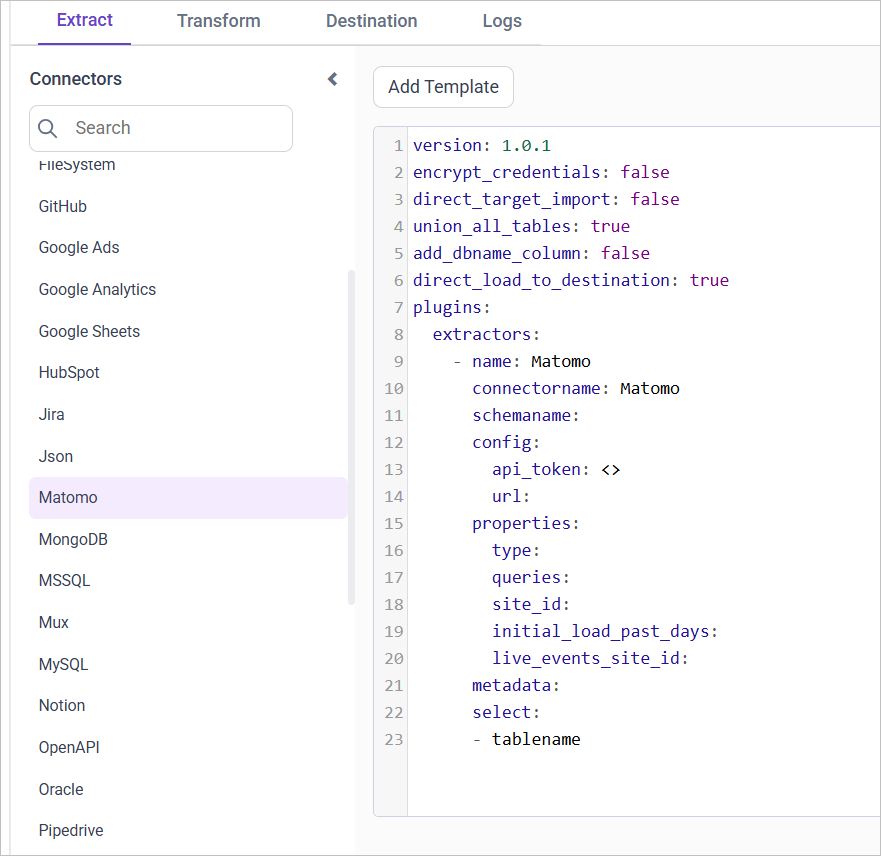 Extract Transform Destination Logs
Connectors
Search
FileSystem
GitHub
Google Ads
Google Analytics
Google Sheets
HubSpot
Jira
Json
Matomo
MongoDB
MSSQL
Mux
MySQL
Notion
OpenAPI
Oracle
Pipedrive
Add Template
1 version: 1.0.1
2 encrypt_credentials: false
3 direct_target_import: false
4 union_all_tables: true
5 add_dbname_column: false
6 direct_load_to_destination: true
7 plugins:
8   extractors:
9     - name: Matomo
10       connectorname: Matomo
11       schemaname:
12       config:
13         api_token: <>
14         url:
15       properties:
16         type:
17         queries:
18         site_id:
19         initial_load_past_days:
20         live_events_site_id:
21       metadata:
22       select:
23       - tablename